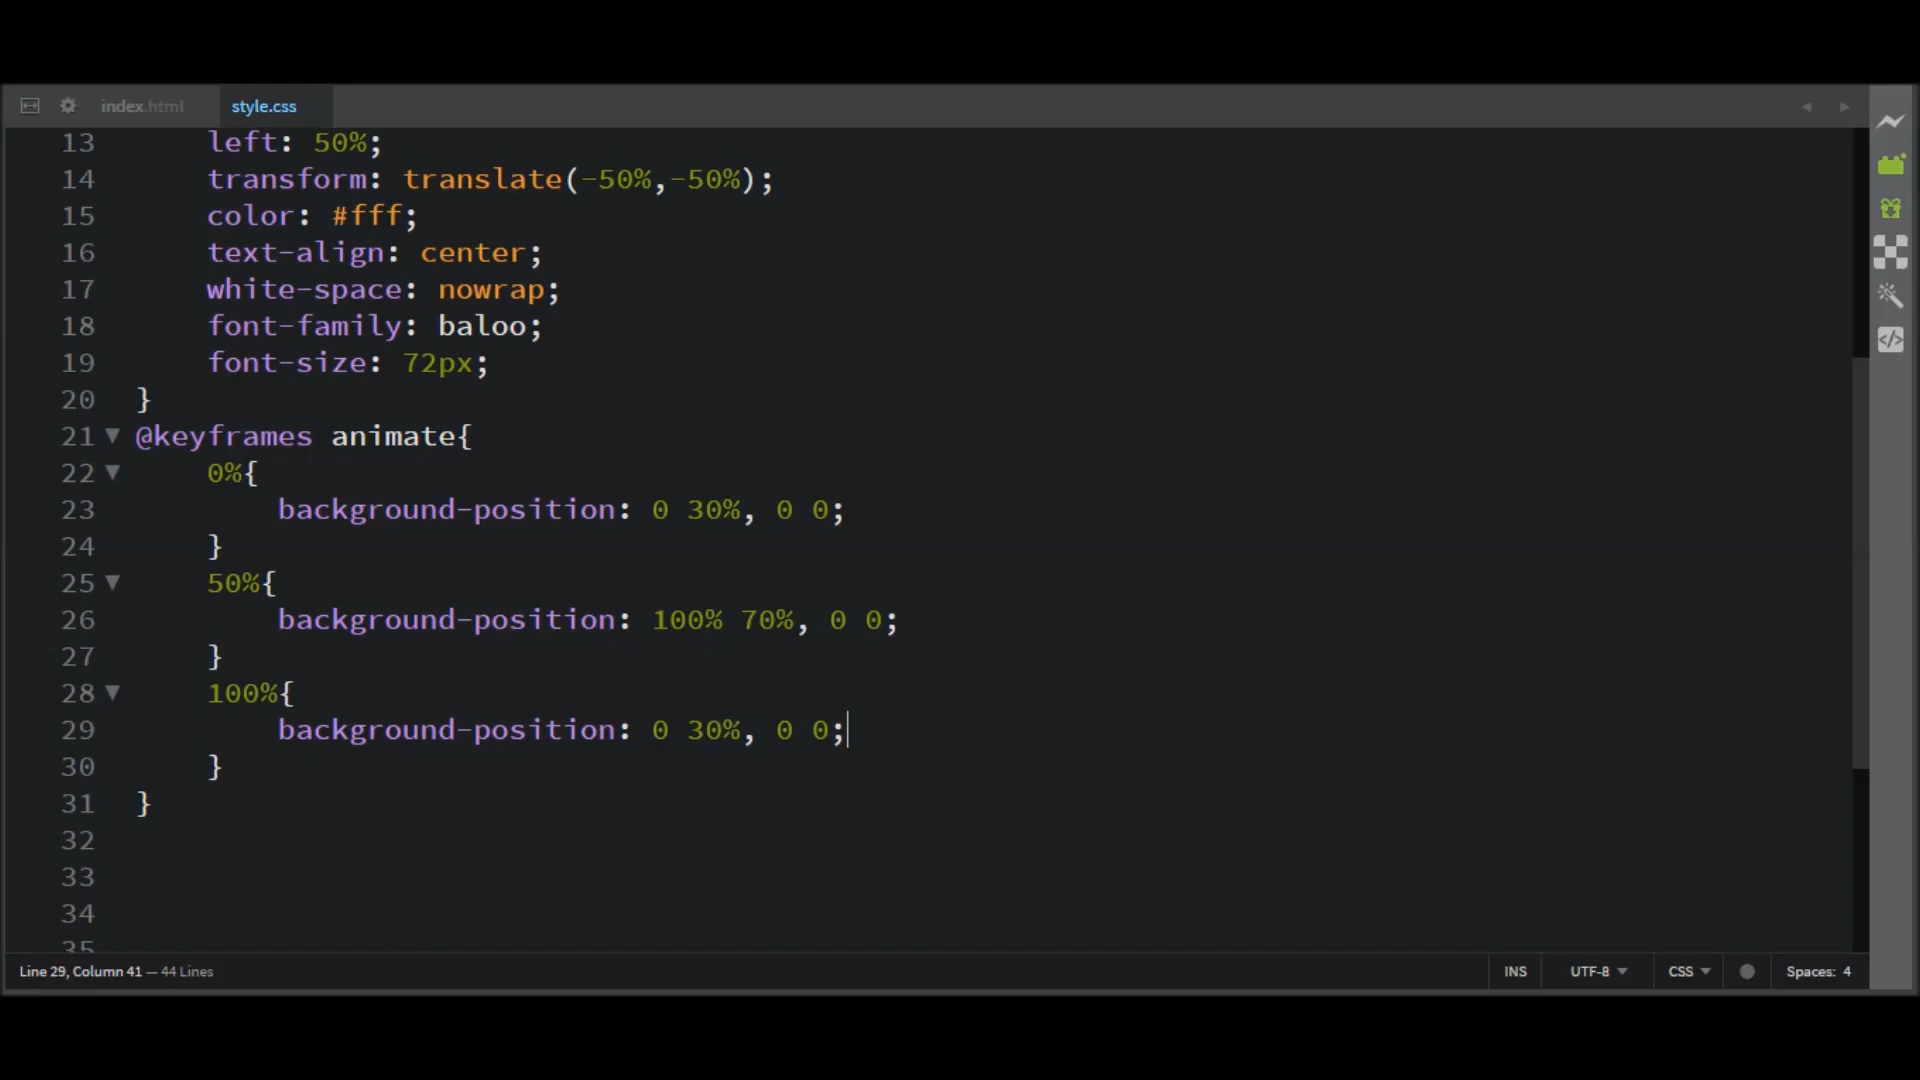 index.html style.css
13 left: 50%;
14 transform: translate(-50%,-50%);
15 color: #fff;
16 text-align: center;
17 white-space: nowrap;
18 font-family: baloo;
19 font-size: 72px;
20 }
21 @keyframes animate{
22 0%{
23 background-position: 0 30%, 0 0;
24 }
25 50%{
26 background-position: 100% 70%, 0 0;
27 }
28 100%{
29 background-position: 0 30%, 0 0;
30 }
31 }
32
33
34
35
Line 29, Column 41 — 44 Lines INS UTF-8 CSS Spaces: 4